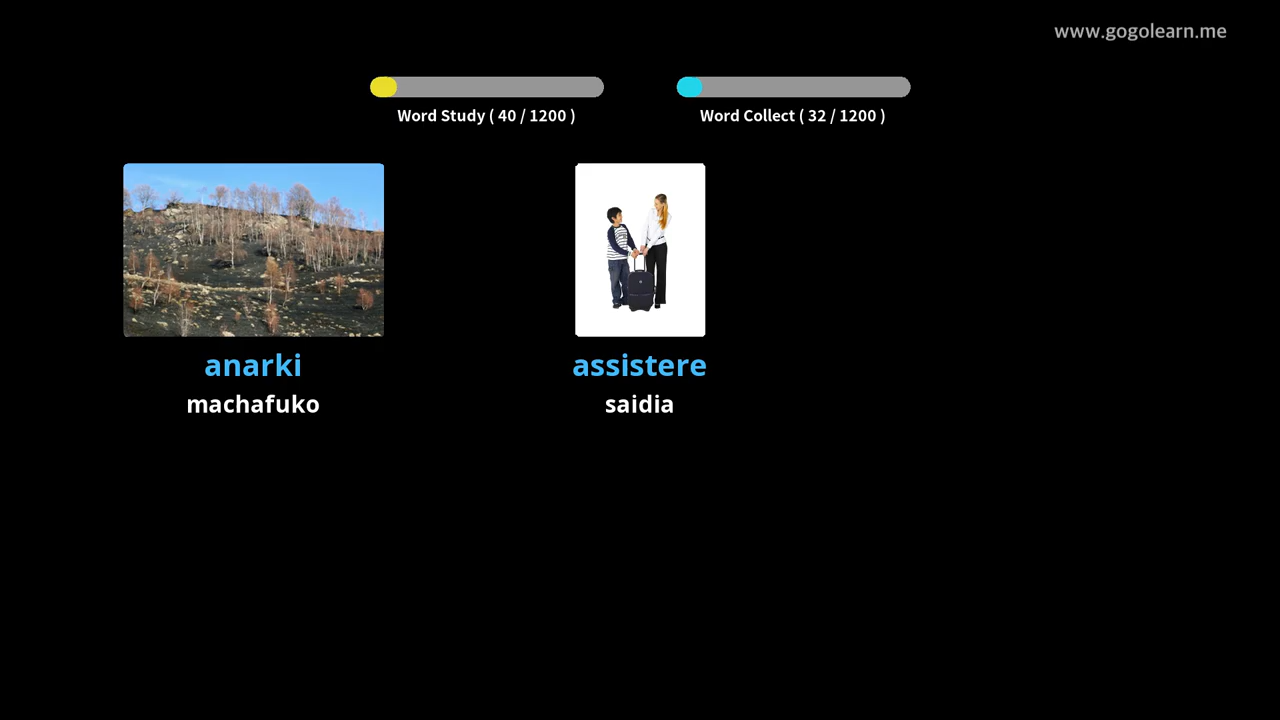 www.gogolearn.me
Word Study ( 40 / 1200 )
Word Collect ( 32 / 1200 )
anarki
machafuko
assistere
saidia